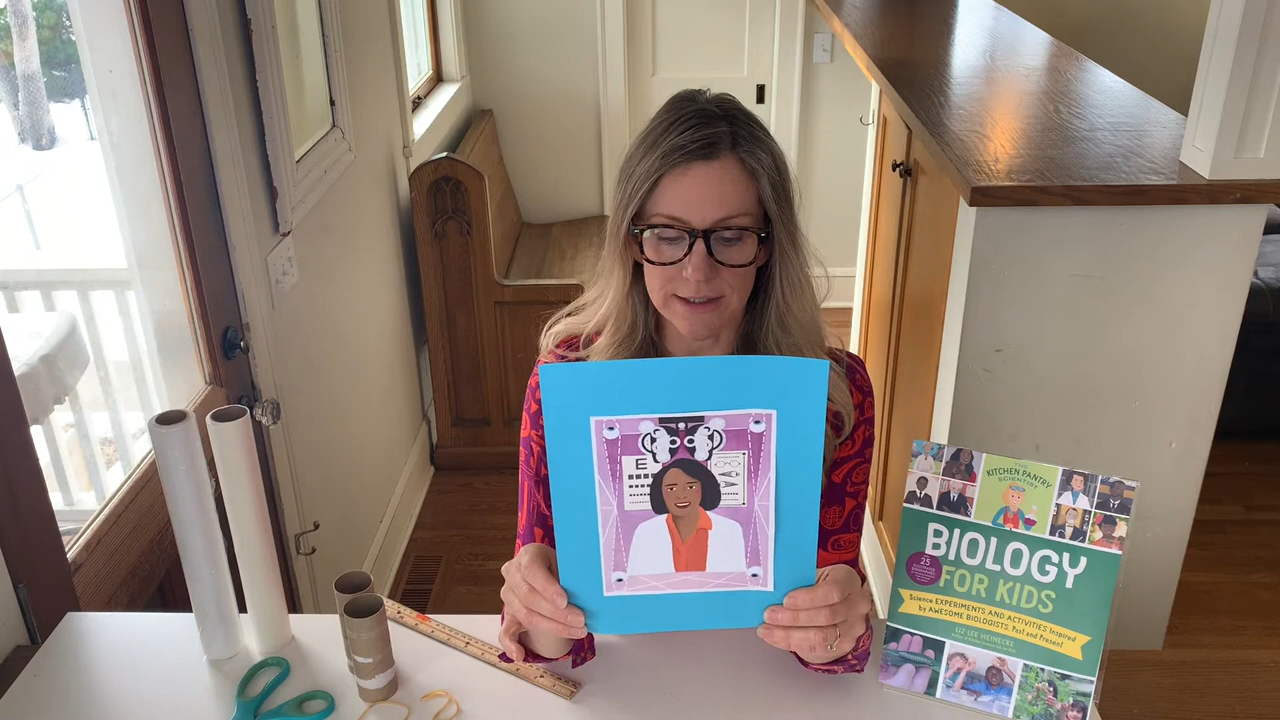 E
THE
KITCHEN PANTRY
SCIENTIST
BIOLOGY
FOR KIDS
25
Science EXPERIMENTS AND ACTIVITIES Inspired
by AWESOME BIOLOGISTS, Past and Present
LIZ LEE HEINECKE